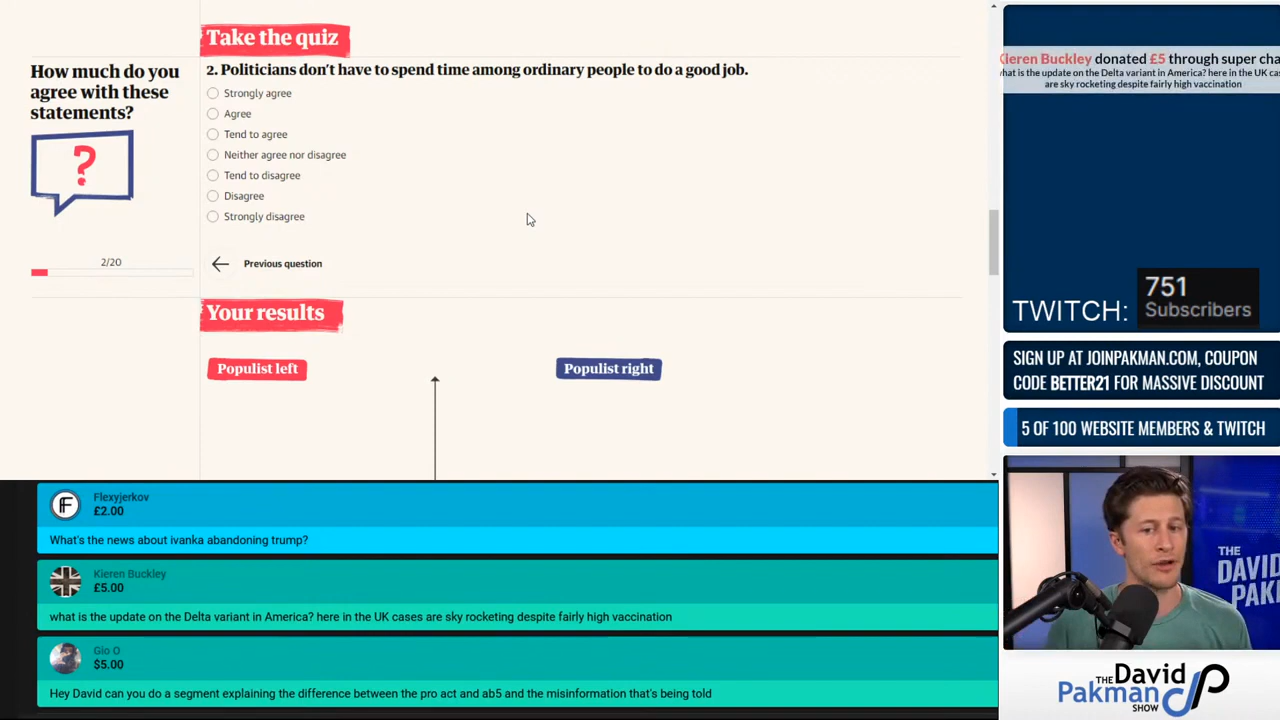 Take the quiz
How much do you
agree with these
statements?
?
2/20
2. Politicians don't have to spend time among ordinary people to do a good job.
Strongly agree
Agree
Tend to agree
Neither agree nor disagree
Tend to disagree
Disagree
Strongly disagree
Previous question
Your results
Populist left
Populist right
Kieren Buckley donated £5 through super cha
hat is the update on the Delta variant in America? here in the UK cas
are sky rocketing despite fairly high vaccination
TWITCH:
751
Subscribers
SIGN UP AT JOINPAKMAN.COM, COUPON
CODE BETTER21 FOR MASSIVE DISCOUNT
5 OF 100 WEBSITE MEMBERS & TWITCH
Flexyjerkov
£2.00
What's the news about ivanka abandoning trump?
Kieren Buckley
£5.00
what is the update on the Delta variant in America? here in the UK cases are sky rocketing despite fairly high vaccination
Glo O
$5.00
Hey David can you do a segment explaining the difference between the pro act and ab5 and the misinformation that's being told
THE
DAVID
PAK
THE David
Pakman
SHOW